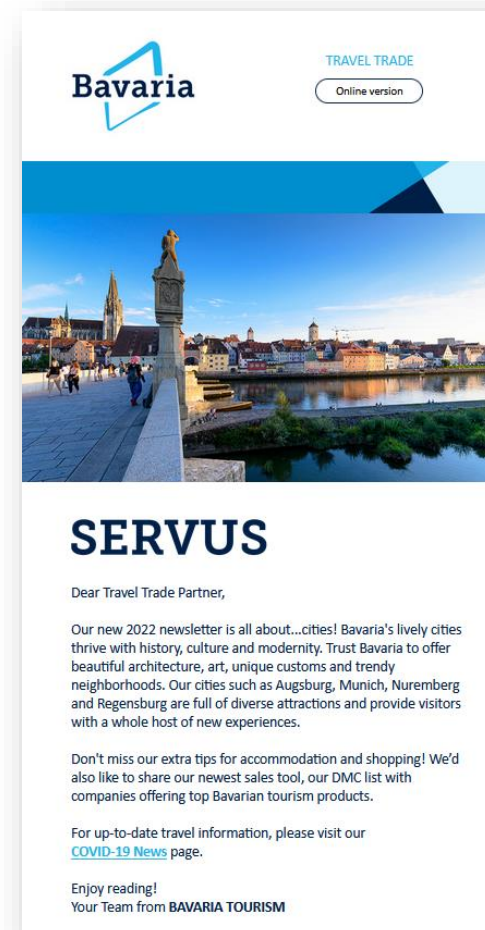 Bavaria
TRAVEL TRADE
Online version
SERVUS
Dear Travel Trade Partner,
Our new 2022 newsletter is all about...cities! Bavaria's lively cities
thrive with history, culture and modernity. Trust Bavaria to offer
beautiful architecture, art, unique customs and trendy
neighborhoods. Our cities such as Augsburg, Munich, Nuremberg
and Regensburg are full of diverse attractions and provide visitors
with a whole host of new experiences.
Don't miss our extra tips for accommodation and shopping! We’d
also like to share our newest sales tool, our DMC list with
companies offering top Bavarian tourism products.
For up-to-date travel information, please visit our
COVID-19 News page.
Enjoy reading!
Your Team from BAVARIA TOURISM